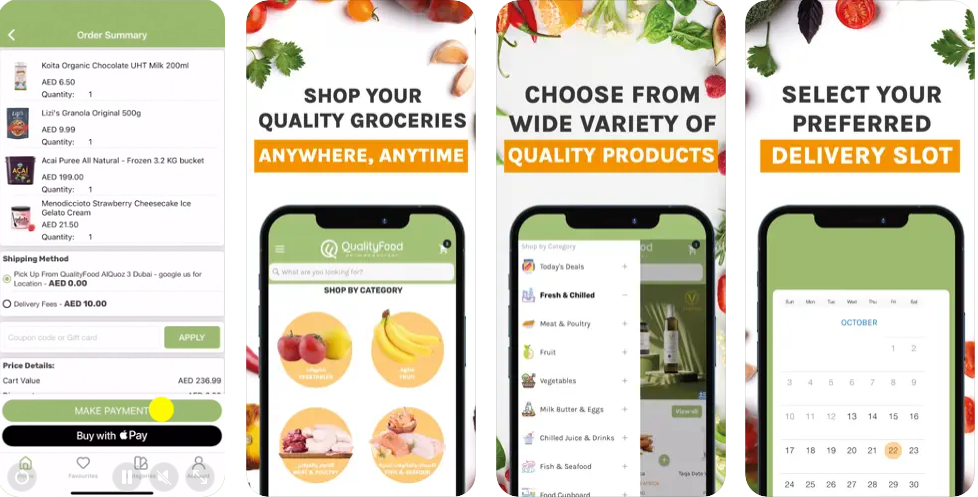 Order Summary
Koita Organic Chocolate UHT Milk 200ml
AED 6.50
Quantity: 1
Lizi's Granola Original 500g
AED 9.99
Quantity: 1
Acai Puree All Natural - Frozen 3.2 KG bucket
AED 199.00
Quantity: 1
Menodiccioto Strawberry Cheesecake Ice
Gelato Cream
AED 21.50
Quantity: 1
Shipping Method
Pick Up From QualityFood AlQuoz 3 Dubai - google us for
Location - AED 0.00
Delivery Fees - AED 10.00
Coupon code or Gift card
APPLY
Price Details:
Cart Value AED 236.99
MAKE PAYMENT
Buy with Pay
Favourites
Account
SHOP YOUR
QUALITY GROCERIES
ANYWHERE, ANYTIME
QualityFood
What are you looking for?
SHOP BY CATEGORY
VEGETABLES
FRUIT
MEAT & POULTRY
FISH & SEAFOOD
CHOOSE FROM
WIDE VARIETY OF
QUALITY PRODUCTS
Shop by Category
Today's Deals +
Fresh & Chilled −
Meat & Poultry +
Fruit +
Vegetables +
Milk Butter & Eggs +
Chilled Juice & Drinks +
Fish & Seafood +
Food Cupboard
Food
View all
SELECT YOUR
PREFERRED
DELIVERY SLOT
Sun Mon Tue Wed Thu Fri Sat
OCTOBER
1 2
3 4 5 6 7 8 9
10 11 12 13 14 15 16
17 18 19 20 21 22 23
24 25 26 27 28 29 30